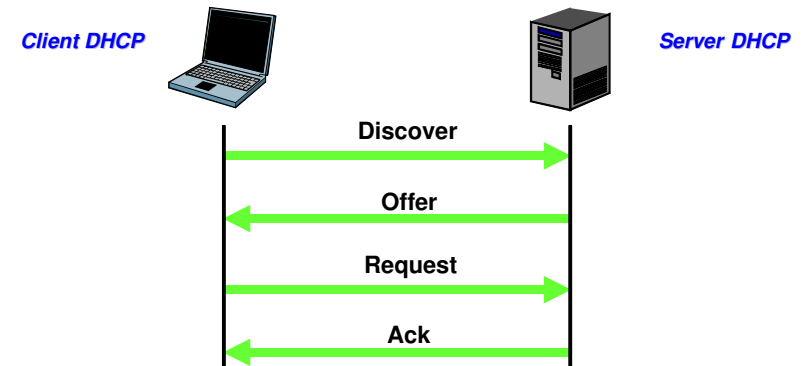 Client DHCP
Server DHCP
Discover
Offer
Request
Ack